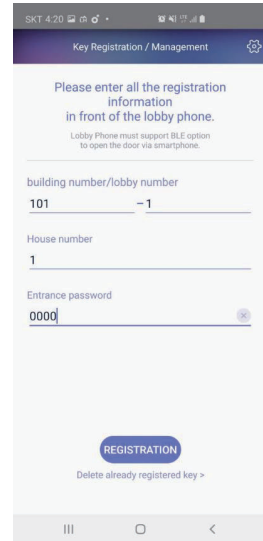 SKT 4:20
Key Registration / Management
Please enter all the registration
information
in front of the lobby phone.
Lobby Phone must support BLE option
to open the door via smartphone.
building number/lobby number
101 – 1
House number
1
Entrance password
0000
REGISTRATION
Delete already registered key >